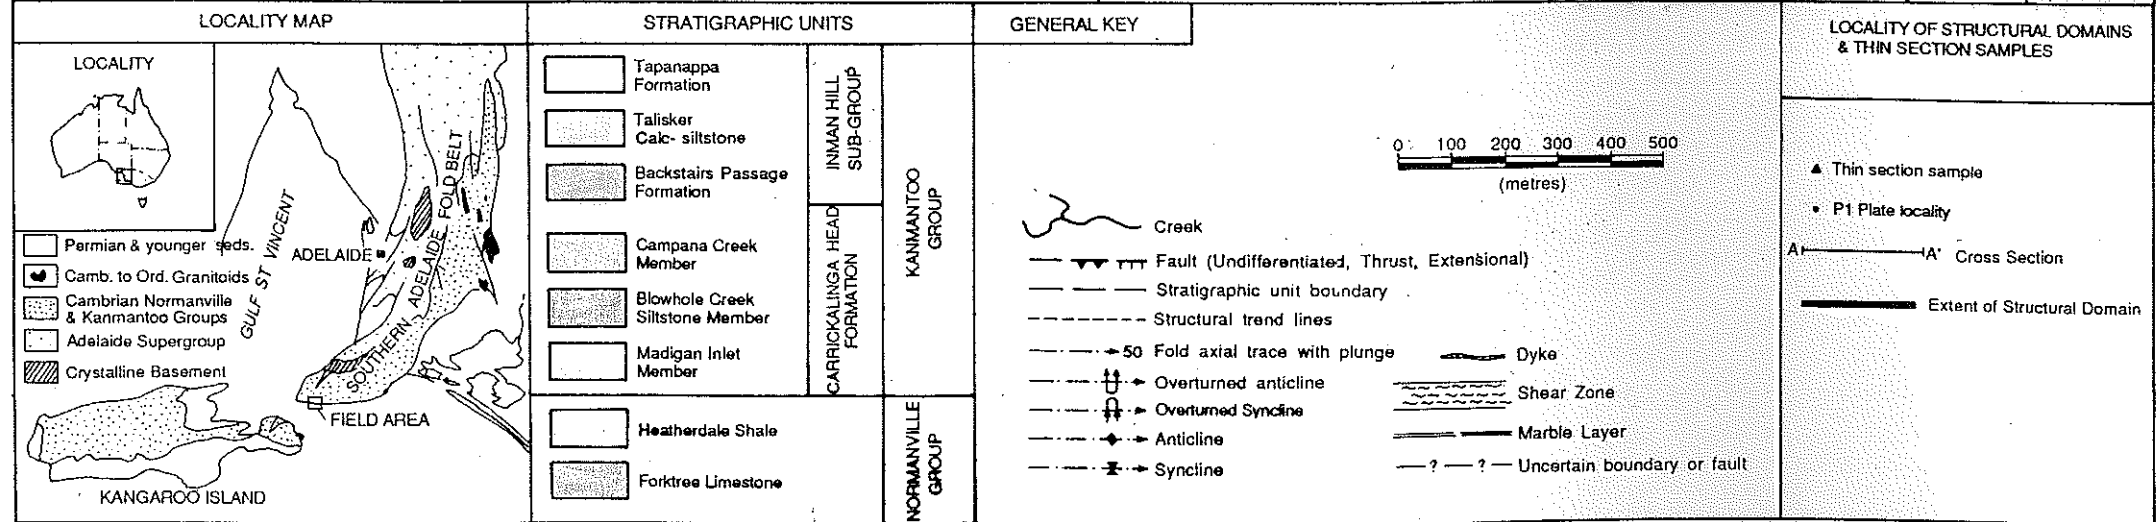 LOCALITY MAP
LOCALITY
GULF ST VINCENT
ADELAIDE
SOUTHERN ADELAIDE FOLD BELT
FIELD AREA
KANGAROO ISLAND
Permian & younger seds.
Camb. to Ord. Granitoids
Cambrian Normanville
& Kanmantoo Groups
Adelaide Supergroup
Crystalline Basement
STRATIGRAPHIC UNITS
Tapanappa
Formation
Talisker
Calc- siltstone
Backstairs Passage
Formation
Campana Creek
Member
Blowhole Creek
Siltstone Member
Madigan Inlet
Member
Heatherdale Shale
Forktree Limestone
INMAN HILL
SUB-GROUP
CARRICKALINGA HEAD
FORMATION
KANMANTOO
GROUP
NORMANVILLE
GROUP
GENERAL KEY
0 100 200 300 400 500
(metres)
Creek
Fault (Undifferentiated, Thrust, Extensional)
Stratigraphic unit boundary
Structural trend lines
50 Fold axial trace with plunge
Overturned anticline
Overturned Syncline
Anticline
Syncline
Dyke
Shear Zone
Marble Layer
? ? Uncertain boundary or fault
LOCALITY OF STRUCTURAL DOMAINS
& THIN SECTION SAMPLES
Thin section sample
P1 Plate locality
A A' Cross Section
Extent of Structural Domain